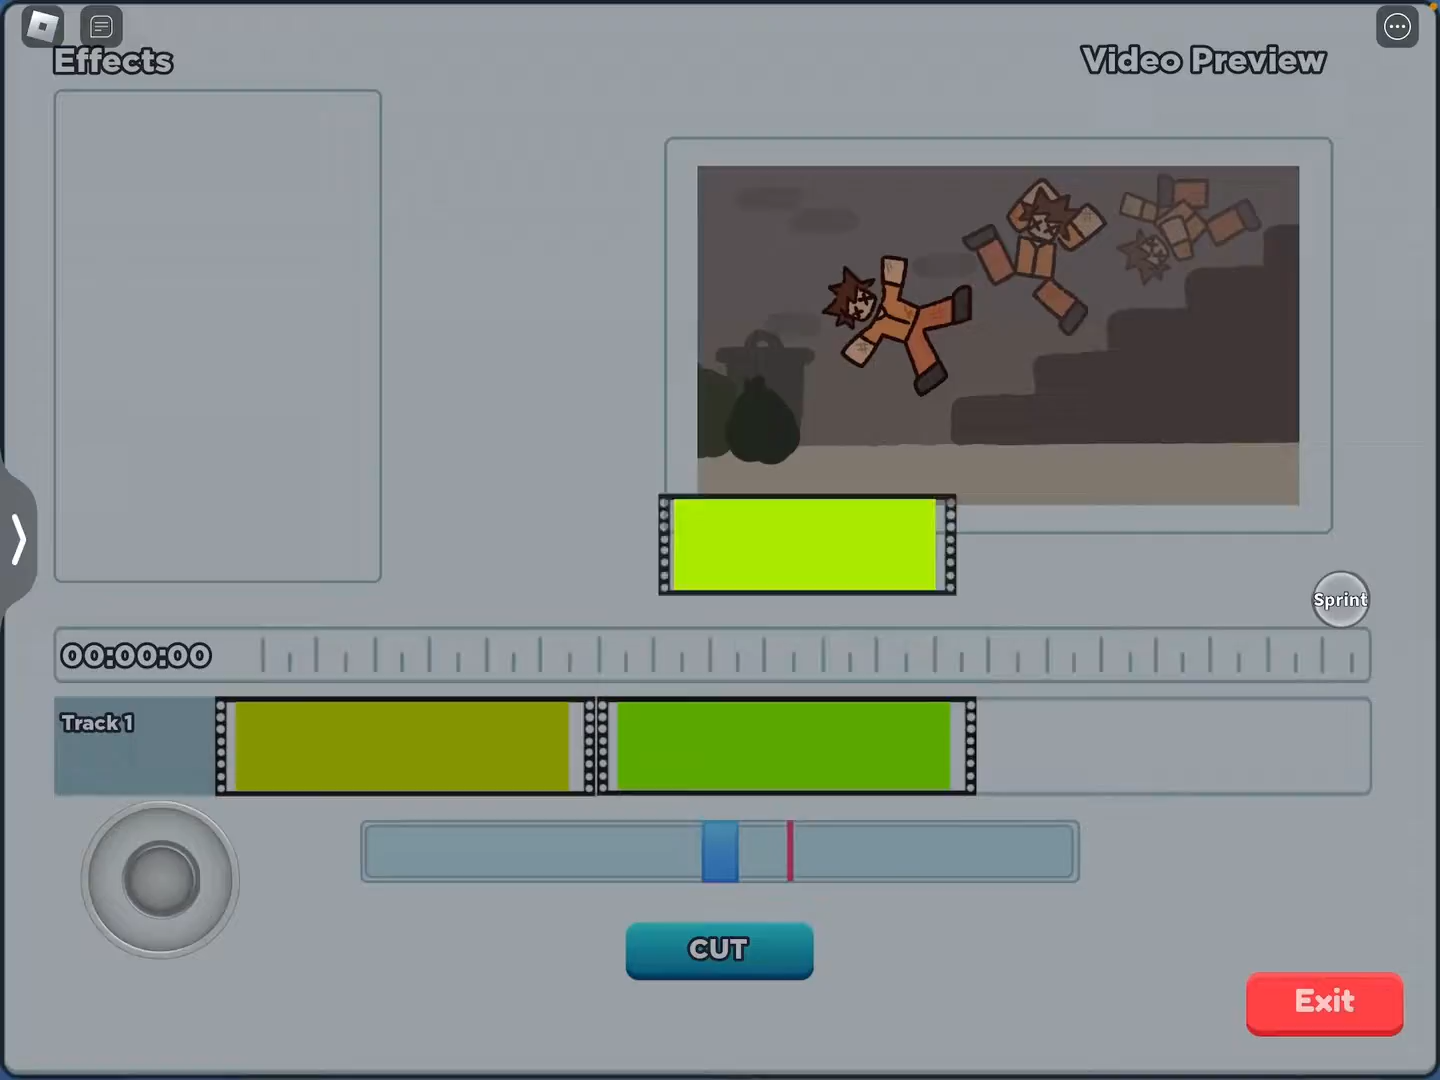 Effects
Video Preview
Sprint
00:00:00
Track 1
CUT
Exit